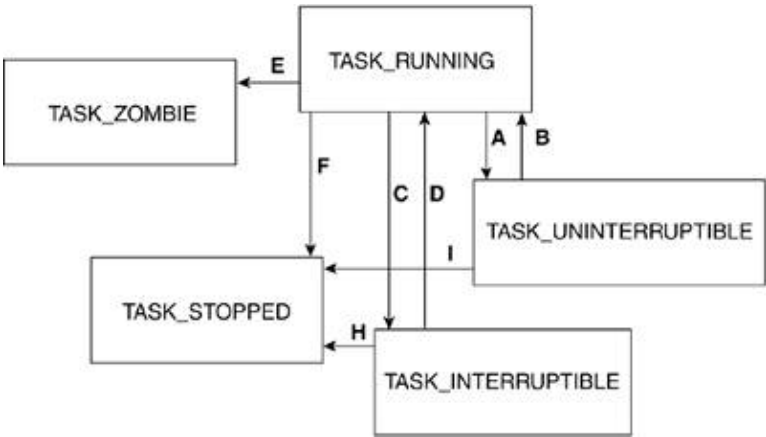 TASK_RUNNING
E
TASK_ZOMBIE
A
B
F
C
D
TASK_UNINTERRUPTIBLE
I
TASK_STOPPED
H
TASK_INTERRUPTIBLE